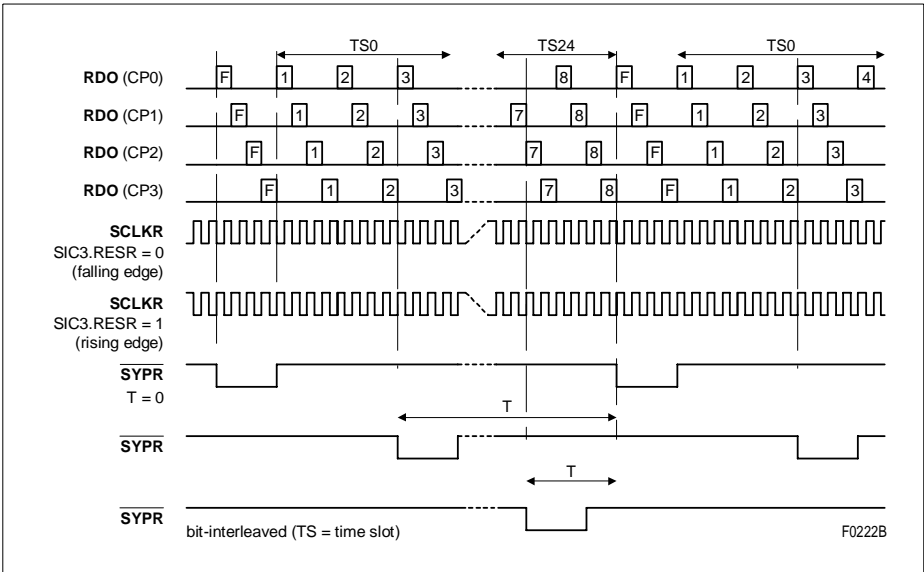 TS0 TS24 TS0
RDO (CP0) F 1 2 3 8 F 1 2 3 4
RDO (CP1) F 1 2 3 7 8 F 1 2 3
RDO (CP2) F 1 2 3 7 8 F 1 2 3
RDO (CP3) F 1 2 3 7 8 F 1 2 3
SCLKR
SIC3.RESR = 0
(falling edge)
SCLKR
SIC3.RESR = 1
(rising edge)
SYPR
T = 0
T
SYPR
T
SYPR
bit-interleaved (TS = time slot) F0222B